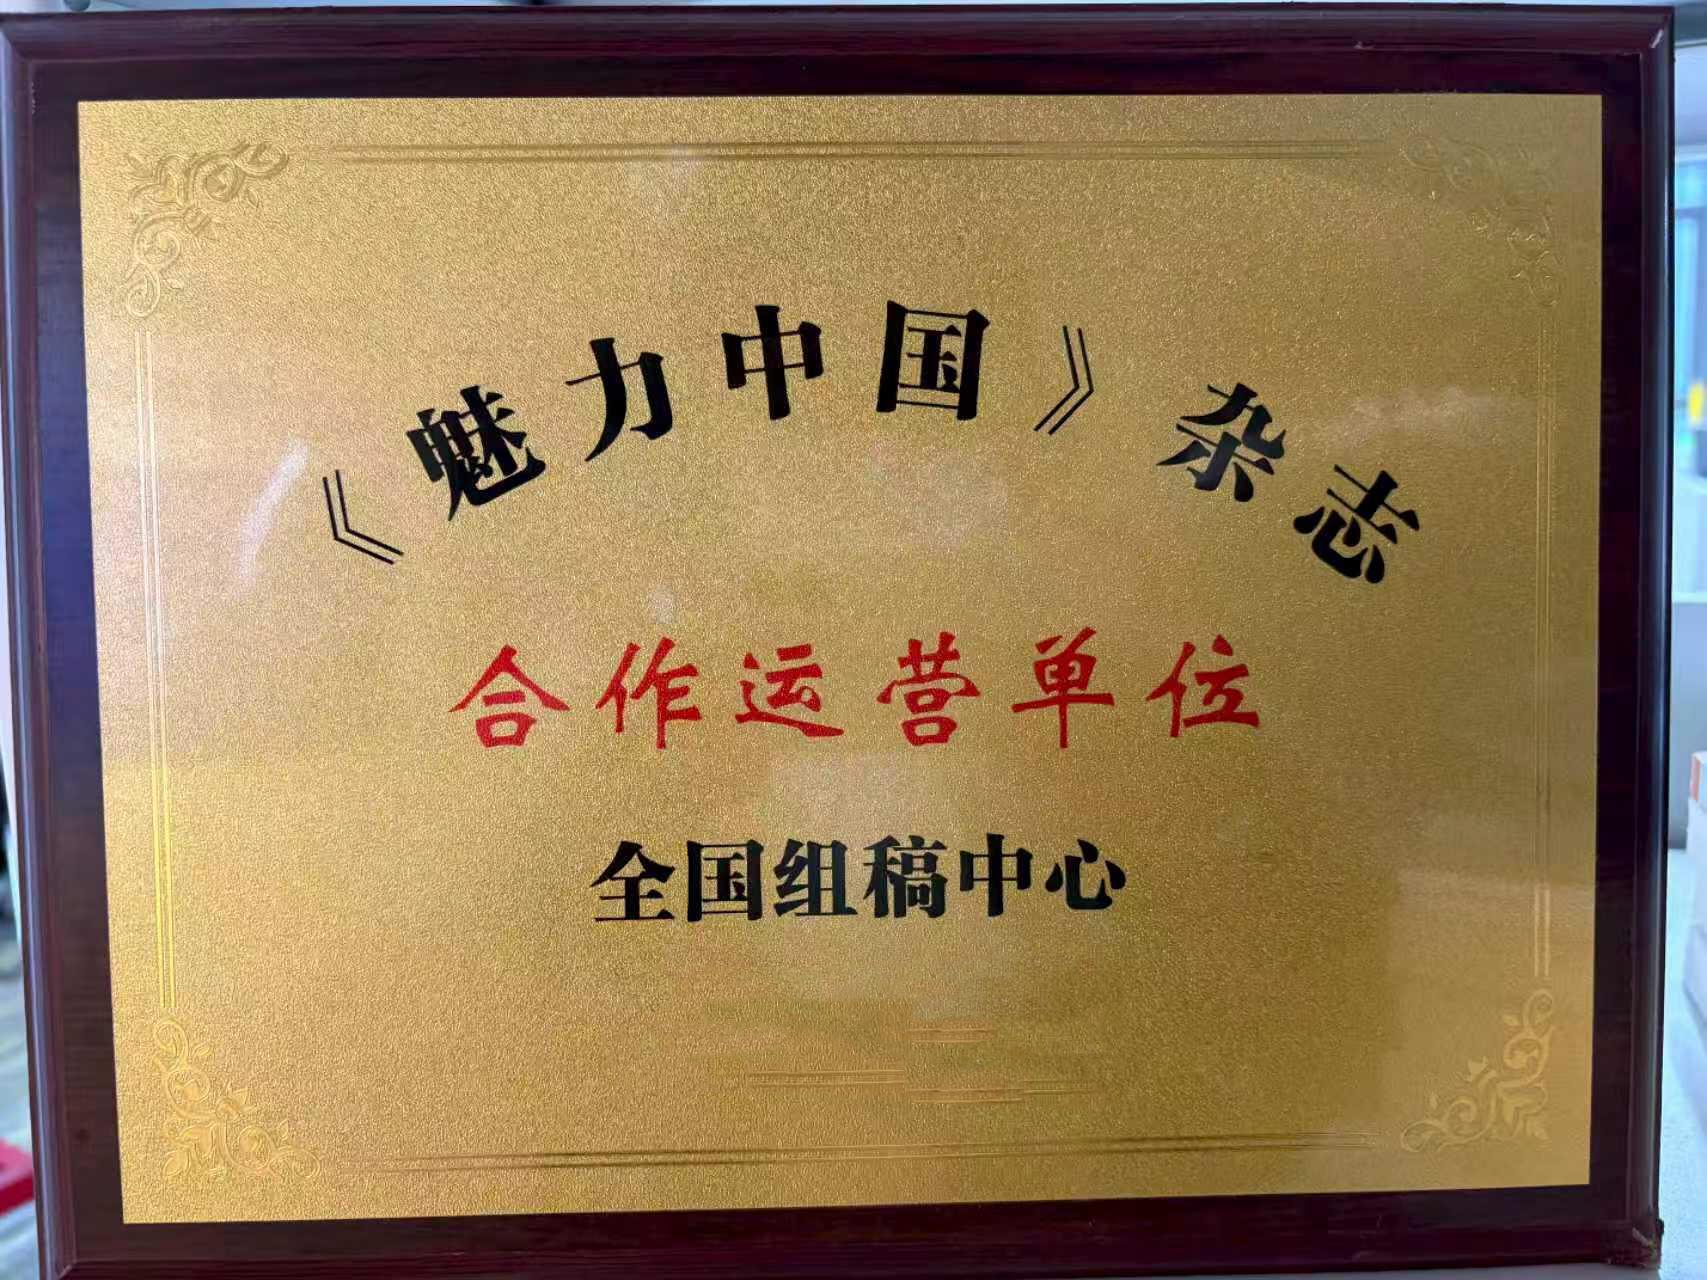 《魅力中国》杂志
合作运营单位
全国组稿中心